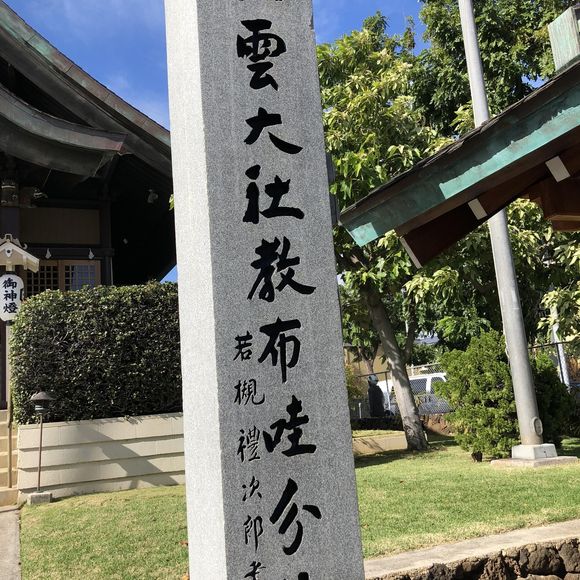 雲大社教布哇分
若槻禮次郎
御神燈